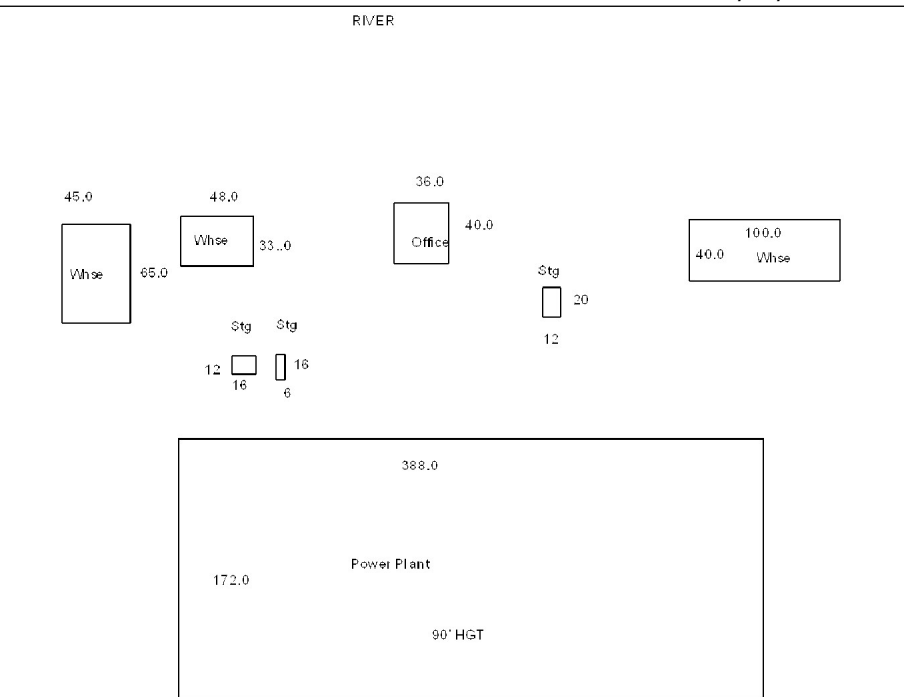 RIVER
45.0
48.0
36.0
Whse
33..0
Office
40.0
100.0
40.0
Whse
Whse
65.0
Stg
20
12
Stg
Stg
12
16
16
6
388.0
Power Plant
172.0
90' HGT